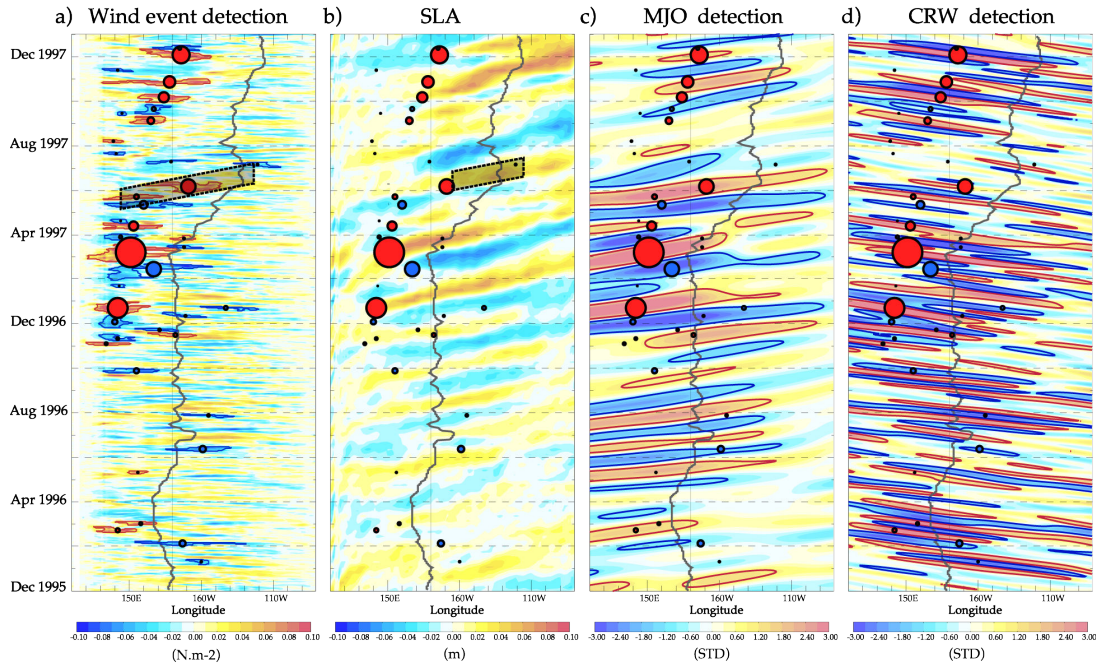 a) Wind event detection b) SLA c) MJO detection d) CRW detection
Dec 1997
Aug 1997
Apr 1997
Dec 1996
Aug 1996
Apr 1996
Dec 1995
150E 160W 110W 150E 160W 110W 150E 160W 110W 150E 160W 110W
Longitude Longitude Longitude Longitude
-0.10 -0.08 -0.06 -0.04 -0.02 0.00 0.02 0.04 0.06 0.08 0.10 -0.10 -0.08 -0.06 -0.04 -0.02 0.00 0.02 0.04 0.06 0.08 0.10 -3.00 -2.40 -1.80 -1.20 -0.60 0.00 0.60 1.20 1.80 2.40 3.00 -3.00 -2.40 -1.80 -1.20 -0.60 0.00 0.60 1.20 1.80 2.40 3.00
(N.m-2) (m) (STD) (STD)